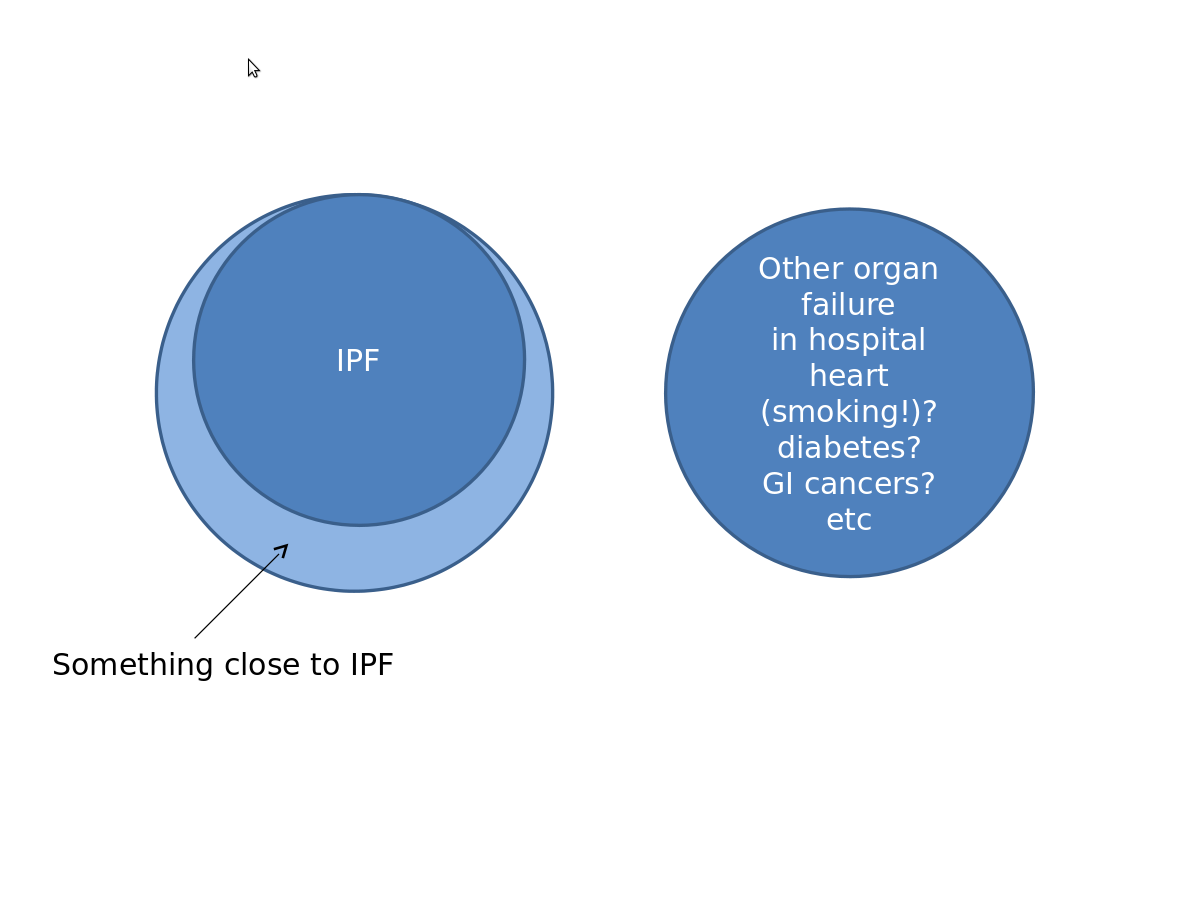 IPF
Something close to IPF
Other organ
failure
in hospital
heart
(smoking!)?
diabetes?
GI cancers?
etc